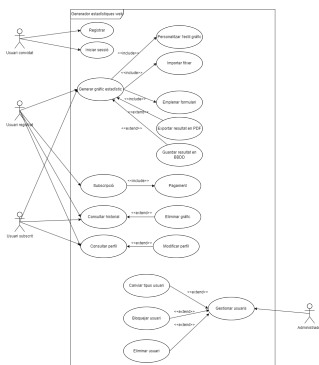 Generador estadístiques web
Registrar
Iniciar sessió
Usuari convidat
Personalitzar tema gràfic
<<include>>
Importar fitxer
<<include>>
Generar gràfic estadístic
<<include>>
Emplenar formulari
<<extend>>
Usuari registrat
Exportar resultat en PDF
<<extend>>
Guardar resultat en
BBDD
Subscripció
<<include>>
Pagament
Consultar historial
<<extend>>
Eliminar gràfic
Usuari subscrit
Consultar perfil
<<extend>>
Modificar perfil
Canviar tipus usuari
<<extend>>
Bloquejar usuari
<<extend>>
Gestionar usuaris
<<extend>>
Administrador
Eliminar usuari